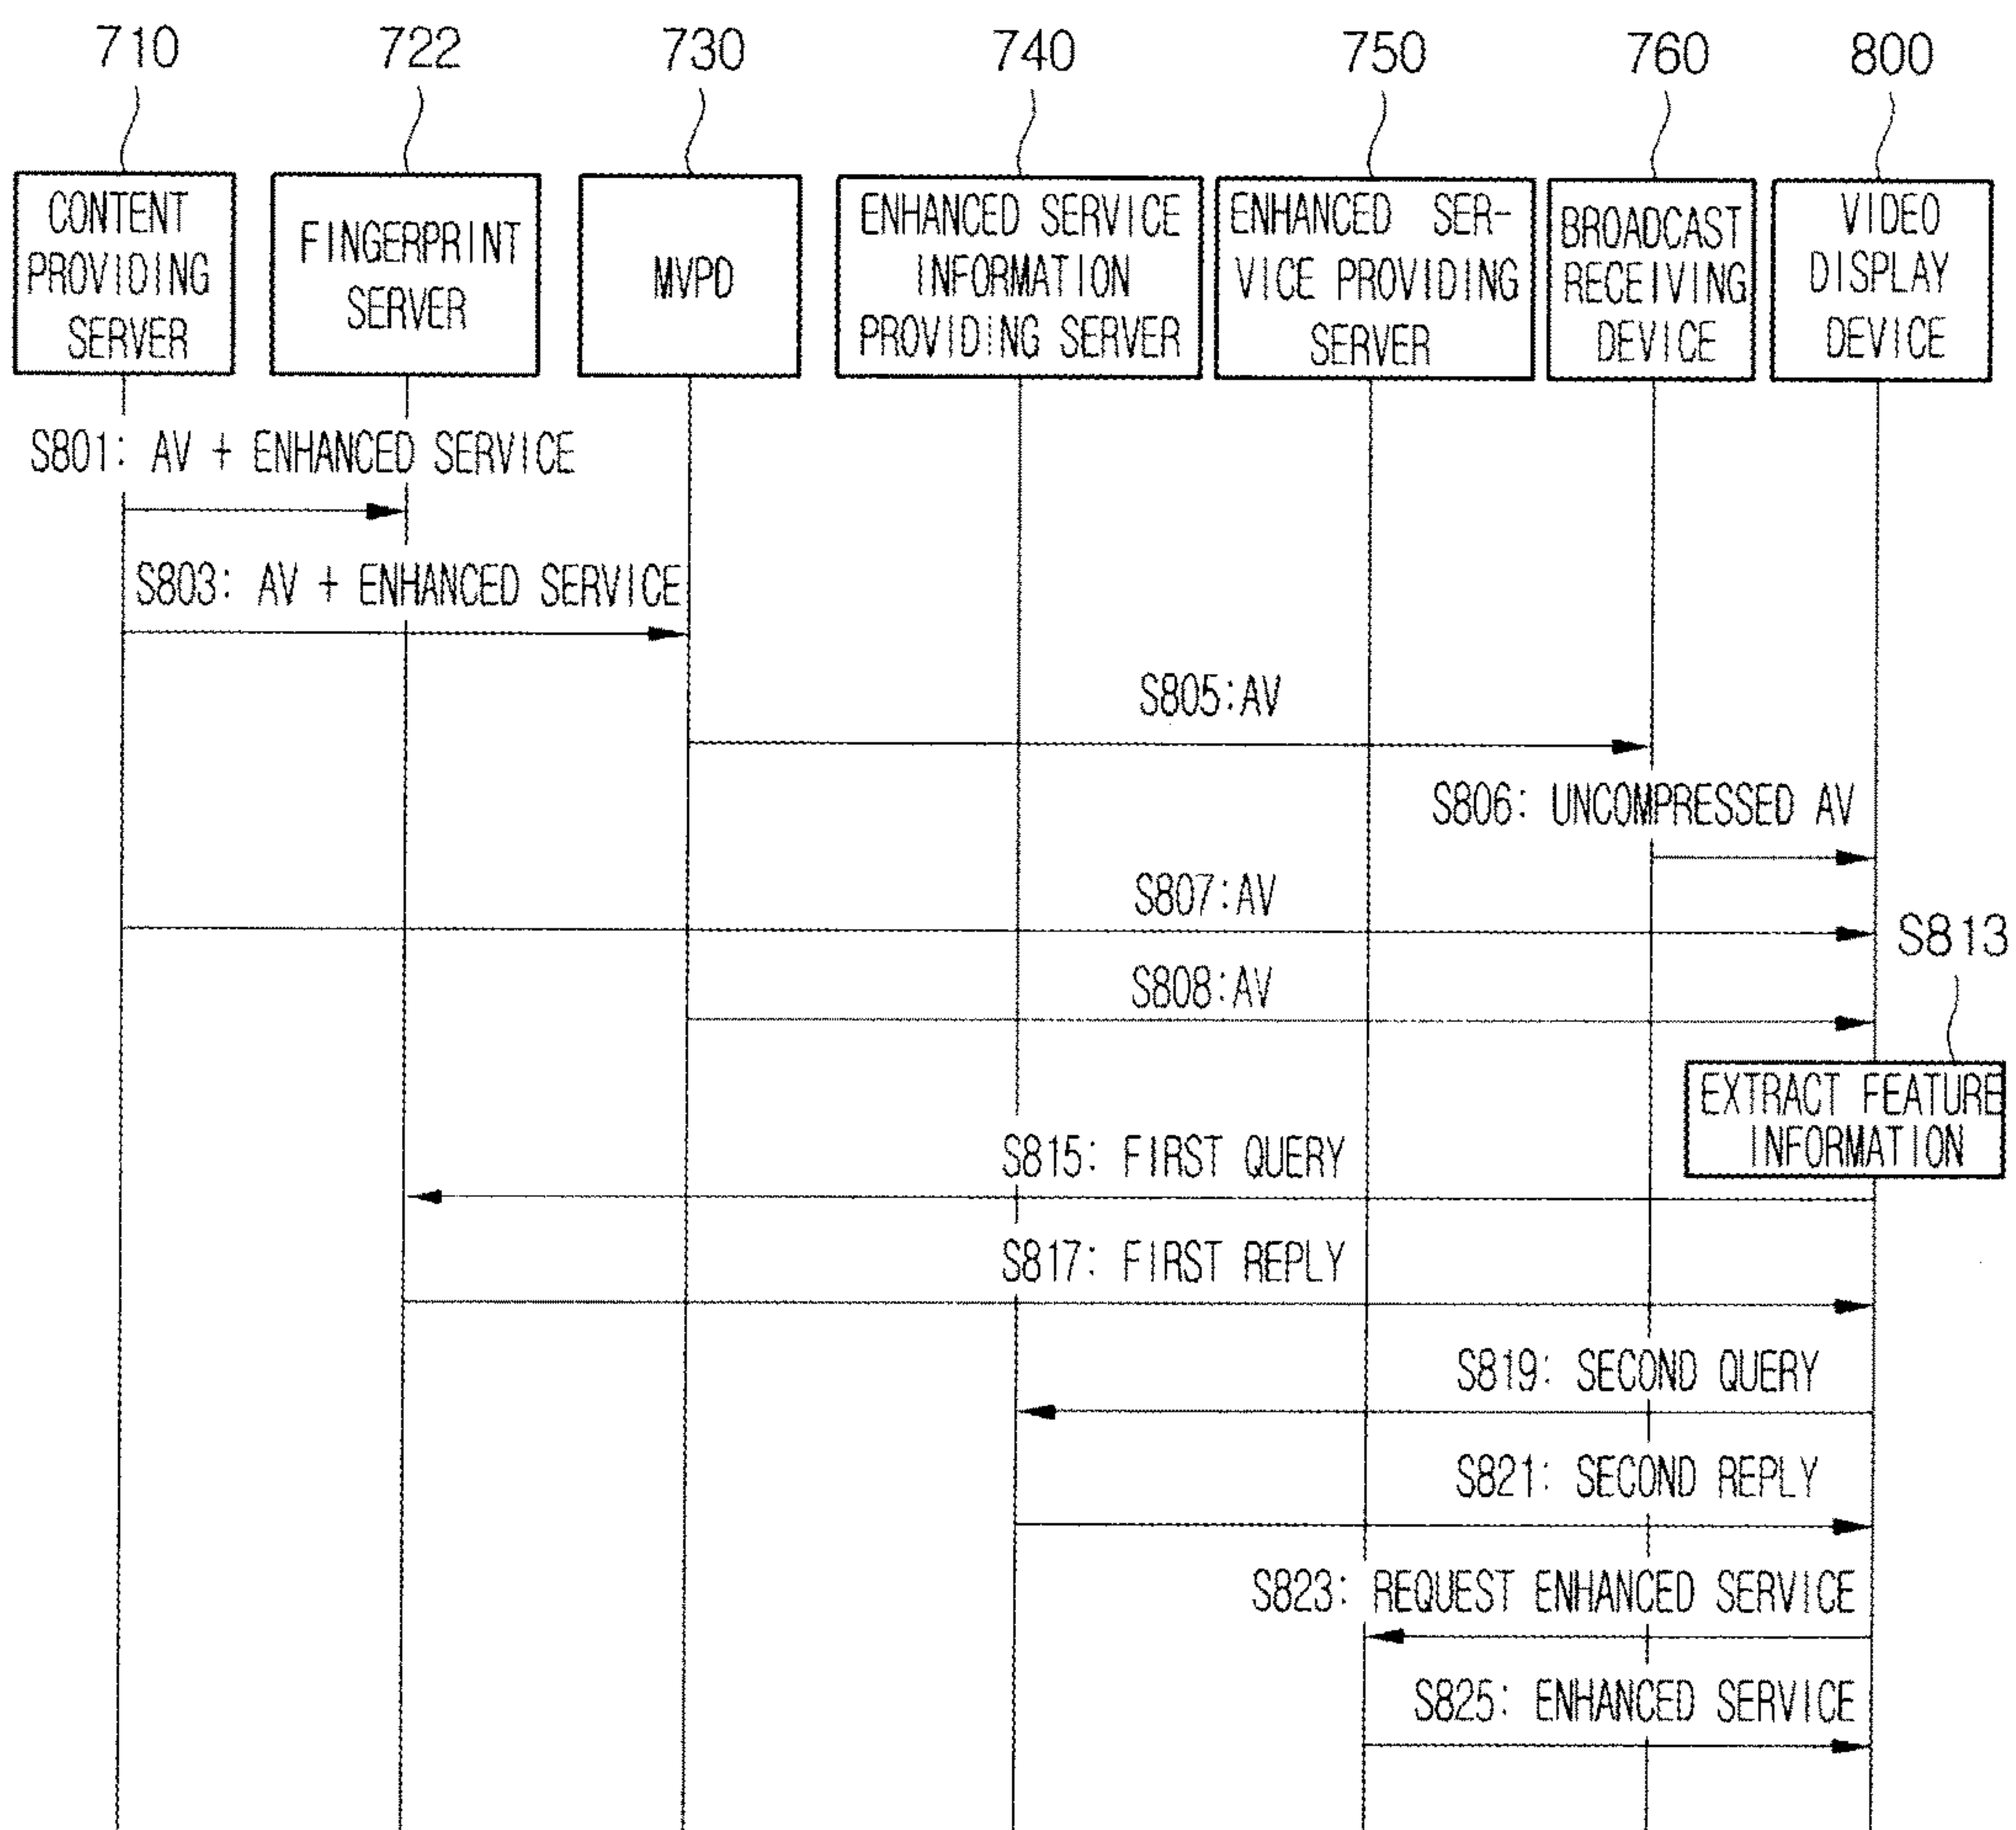 710
722
730
740
750
760
800
CONTENT
PROVIDING
SERVER
FINGERPRINT
SERVER
MVPD
ENHANCED SERVICE
INFORMATION
PROVIDING SERVER
ENHANCED SER-
VICE PROVIDING
SERVER
BROADCAST
RECEIVING
DEVICE
VIDEO
DISPLAY
DEVICE
S801: AV + ENHANCED SERVICE
S803: AV + ENHANCED SERVICE
S805:AV
S806: UNCOMPRESSED AV
S807:AV
S813
S808:AV
EXTRACT FEATURE
INFORMATION
S815: FIRST QUERY
S817: FIRST REPLY
S819: SECOND QUERY
S821: SECOND REPLY
S823: REQUEST ENHANCED SERVICE
S825: ENHANCED SERVICE